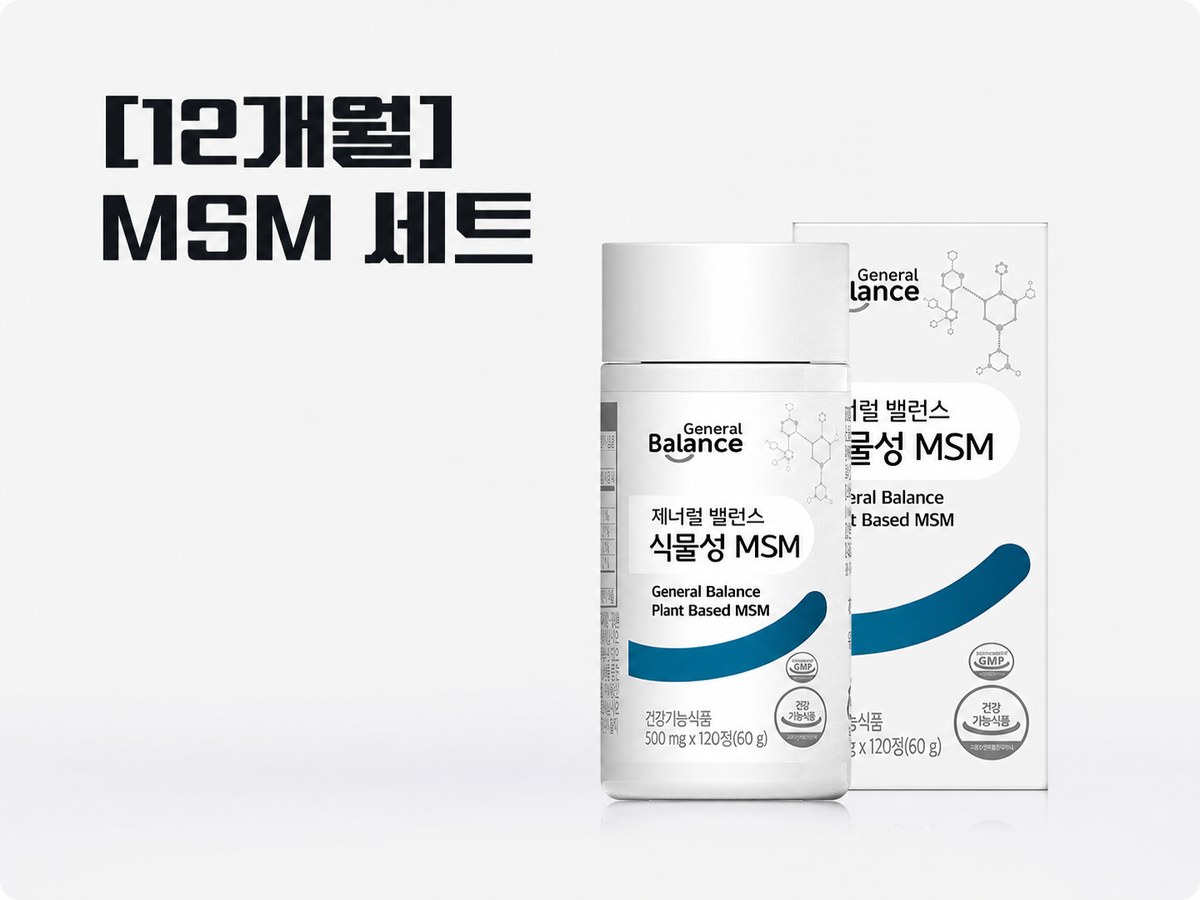 [12개월]
MSM 세트
General
Balance
제너럴 밸런스
식물성 MSM
General Balance
Plant Based MSM
GMP
건강
기능식품
건강기능식품
500 mg x 120정(60 g)
General
lance
너럴 밸런스
물성 MSM
eral Balance
t Based MSM
GMP
건강
기능식품
능식품
g x 120정(60 g)